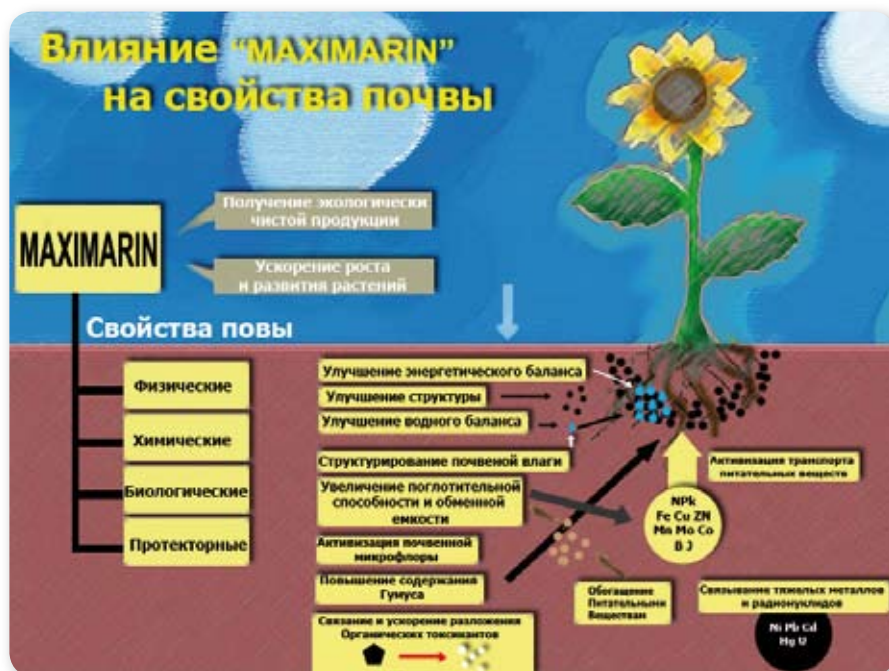 Влияние "MAXIMARIN"
на свойства почвы
MAXIMARIN
Получение экологически
чистой продукции
Ускорение роста
и развития растений
Свойства повы
Физические
Химические
Биологические
Протекторные
Улучшение энергетического баланса
Улучшение структуры
Улучшение водного баланса
Структурирование почвеной влаги
Увеличение поглотительной
способности и обменной
емкости
Активизация почвенной
микрофлоры
Повышение содержания
Гумуса
Связание и ускорение разложения
Органических токсикантов
Активизация транспорта
питательных веществ
NPk
Fe Cu ZN
Mn Mo Co
B J
Обогащение
Питательными
Веществам
Связывание тяжелых металлов
и радионуклидов
Ni Pb Cd
Hg U